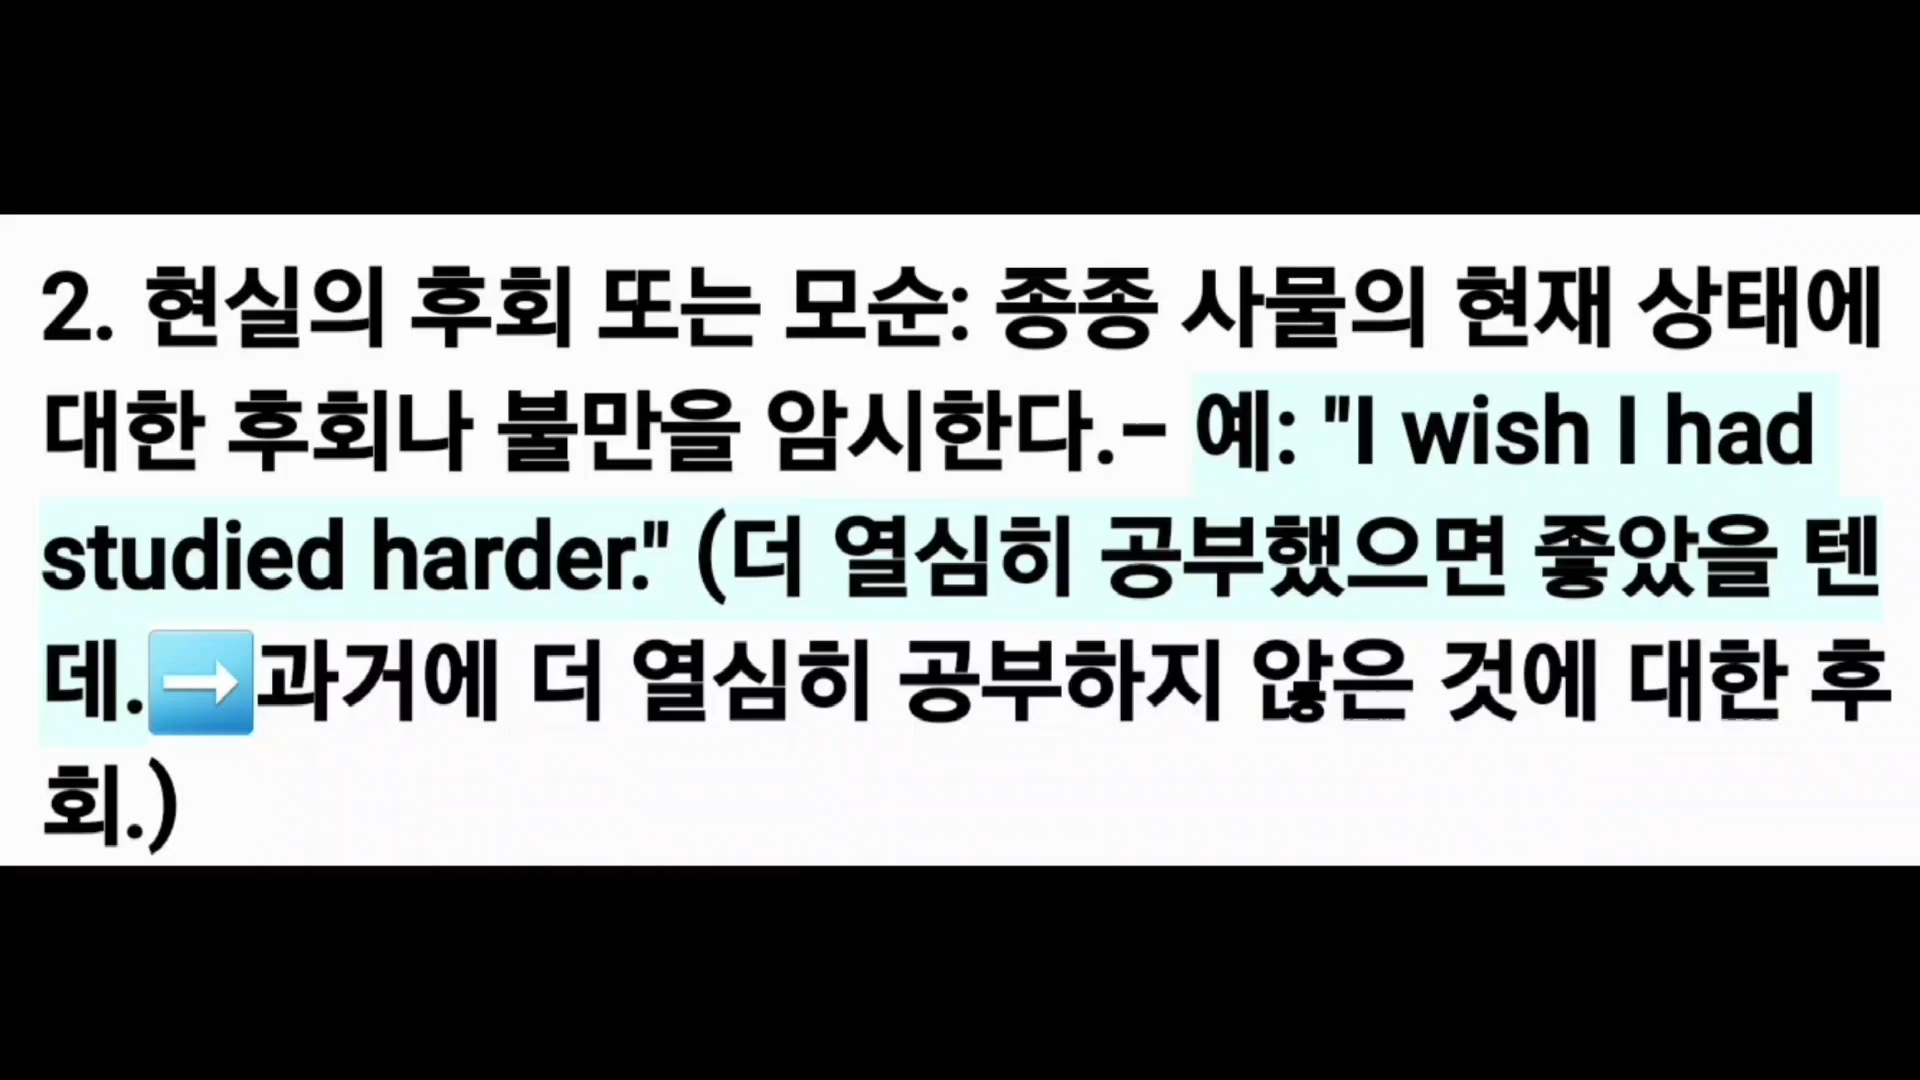 2. 현실의 후회 또는 모순: 종종 사물의 현재 상태에
대한 후회나 불만을 암시한다.– 예: "I wish I had
studied harder." (더 열심히 공부했으면 좋았을 텐
데.➡️과거에 더 열심히 공부하지 않은 것에 대한 후
회.)